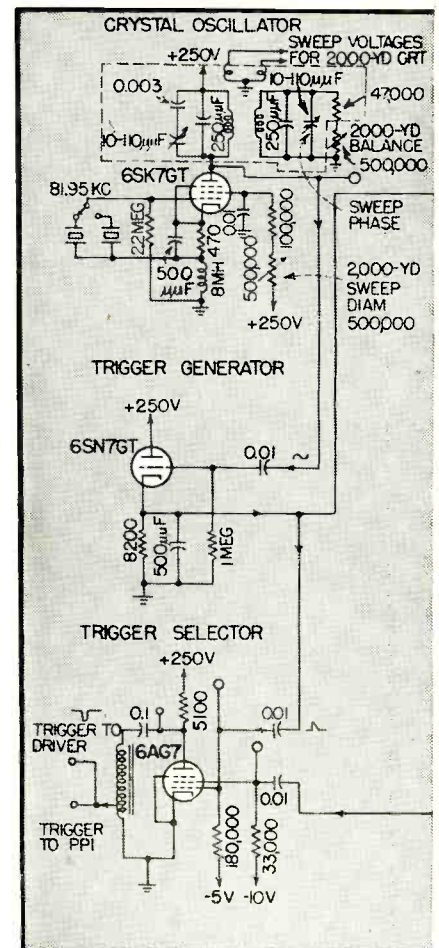 CRYSTAL OSCILLATOR
+250V
SWEEP VOLTAGES
FOR 2000-YD CRT
0.003
10-110μμF
250μμF
10-110μμF
250μμF
47,000
2000-YD
BALANCE
500,000
6SK7GT
81.95 KC
2.2 MEG
500
μμF
470
8MH
0.01
500,000
100,000
SWEEP
PHASE
2,000-YD
SWEEP
DIAM
500,000
+250V
TRIGGER GENERATOR
+250V
6SN7GT
0.01
8200
500μμF
1MEG
TRIGGER SELECTOR
+250V
5100
0.1
TRIGGER TO
DRIVER
6AG7
0.01
0.01
TRIGGER
TO PPI
180,000
33,000
-5V -10V